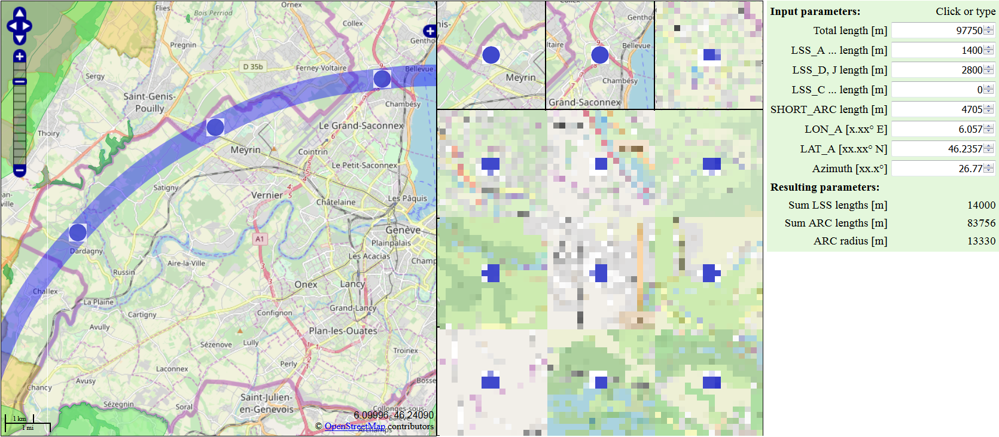 Flies
Bois Perriod
Ornex
Collex
Pregnin
D 35b
Ferney-Voltaire
9
Bellevue
Sergy
Saint-Genis-
Pouilly
Chambésy
Thoiry
Le Grand-Saconnex
Meyrin
Cointrin
Le Petit-Saconnex
Satigny
Vernier
Châtelaine
Les Pâquis
Genève
A1
Plainpalais
Dardagny
Les Acacias
Champ
Aire-la-Ville
Russin
Onex
Lancy
Challex
La Plaine
Grand-Lancy
Cartigny
Confignon
Avully
Plan-les-Ouates
Sézenove
Lully
Troinex
Laconnex
Perly
Avusy
Chancy
Bosse
Sézegnin
Soral
Saint-Julien-
en-Genevois
Collonges-sous-
1 km
1 mi
6.09996, 46.24090
© OpenStreetMap contributors
nis-
Meyrin
Gentho
Bellevue
Chambésy
Grand-Saconnex
Input parameters: Click or type
Total length [m] 97750
LSS_A ... length [m] 1400
LSS_D, J length [m] 2800
LSS_C ... length [m] 0
SHORT_ARC length [m] 4705
LON_A [x.xx° E] 6.057
LAT_A [xx.xx° N] 46.2357
Azimuth [xx.x°] 26.77
Resulting parameters:
Sum LSS lengths [m] 14000
Sum ARC lengths [m] 83756
ARC radius [m] 13330